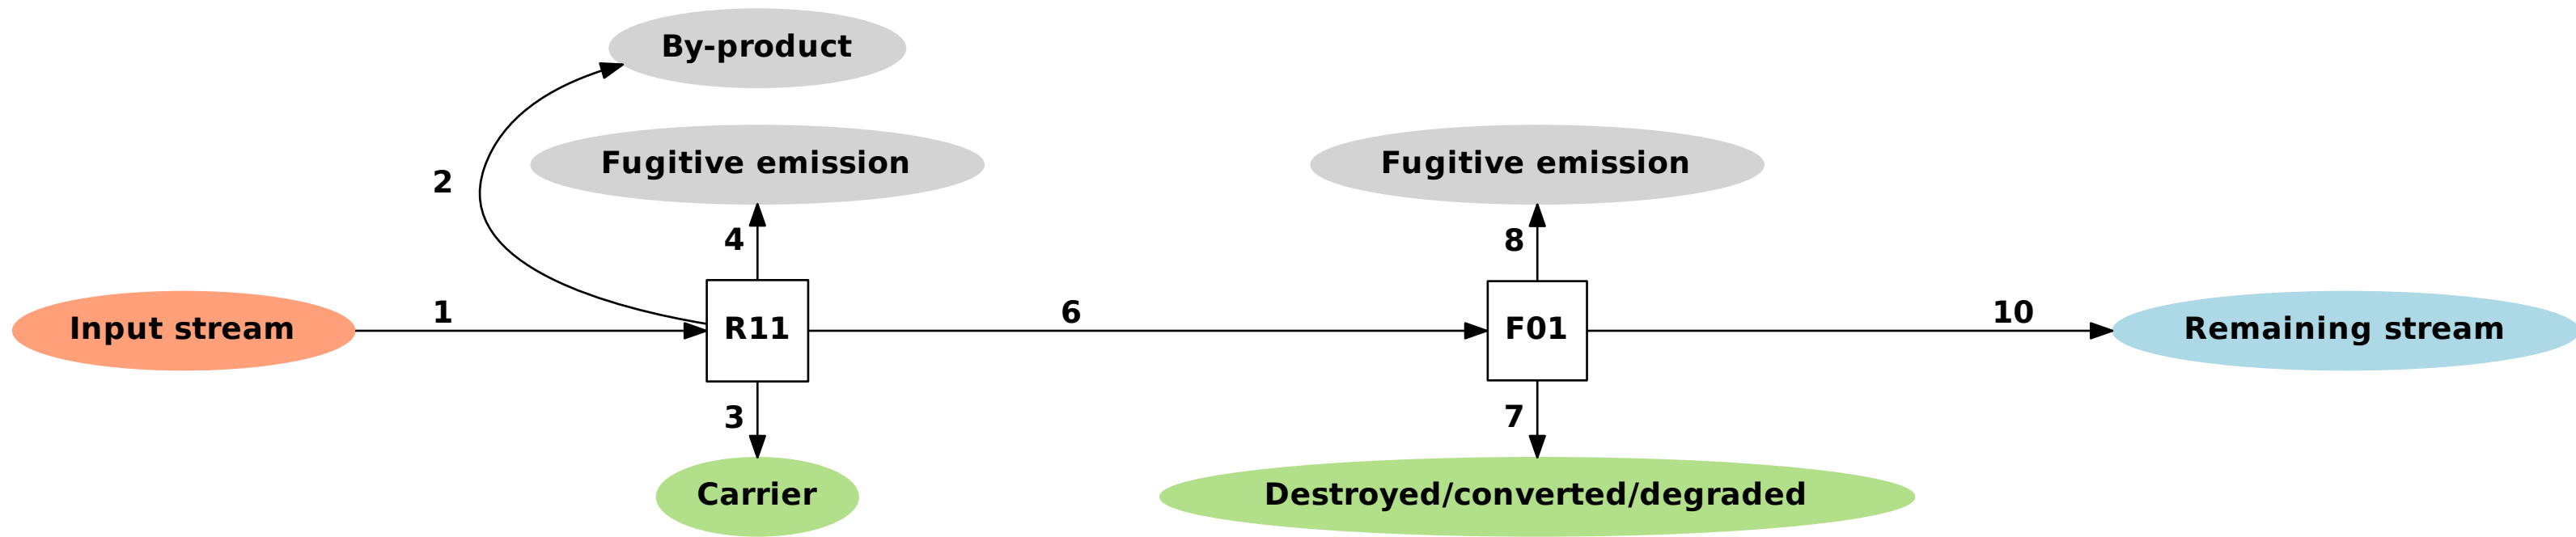 By-product
Fugitive emission
Fugitive emission
2
4
8
1
6
10
Input stream
R11
F01
Remaining stream
3
7
Carrier
Destroyed/converted/degraded